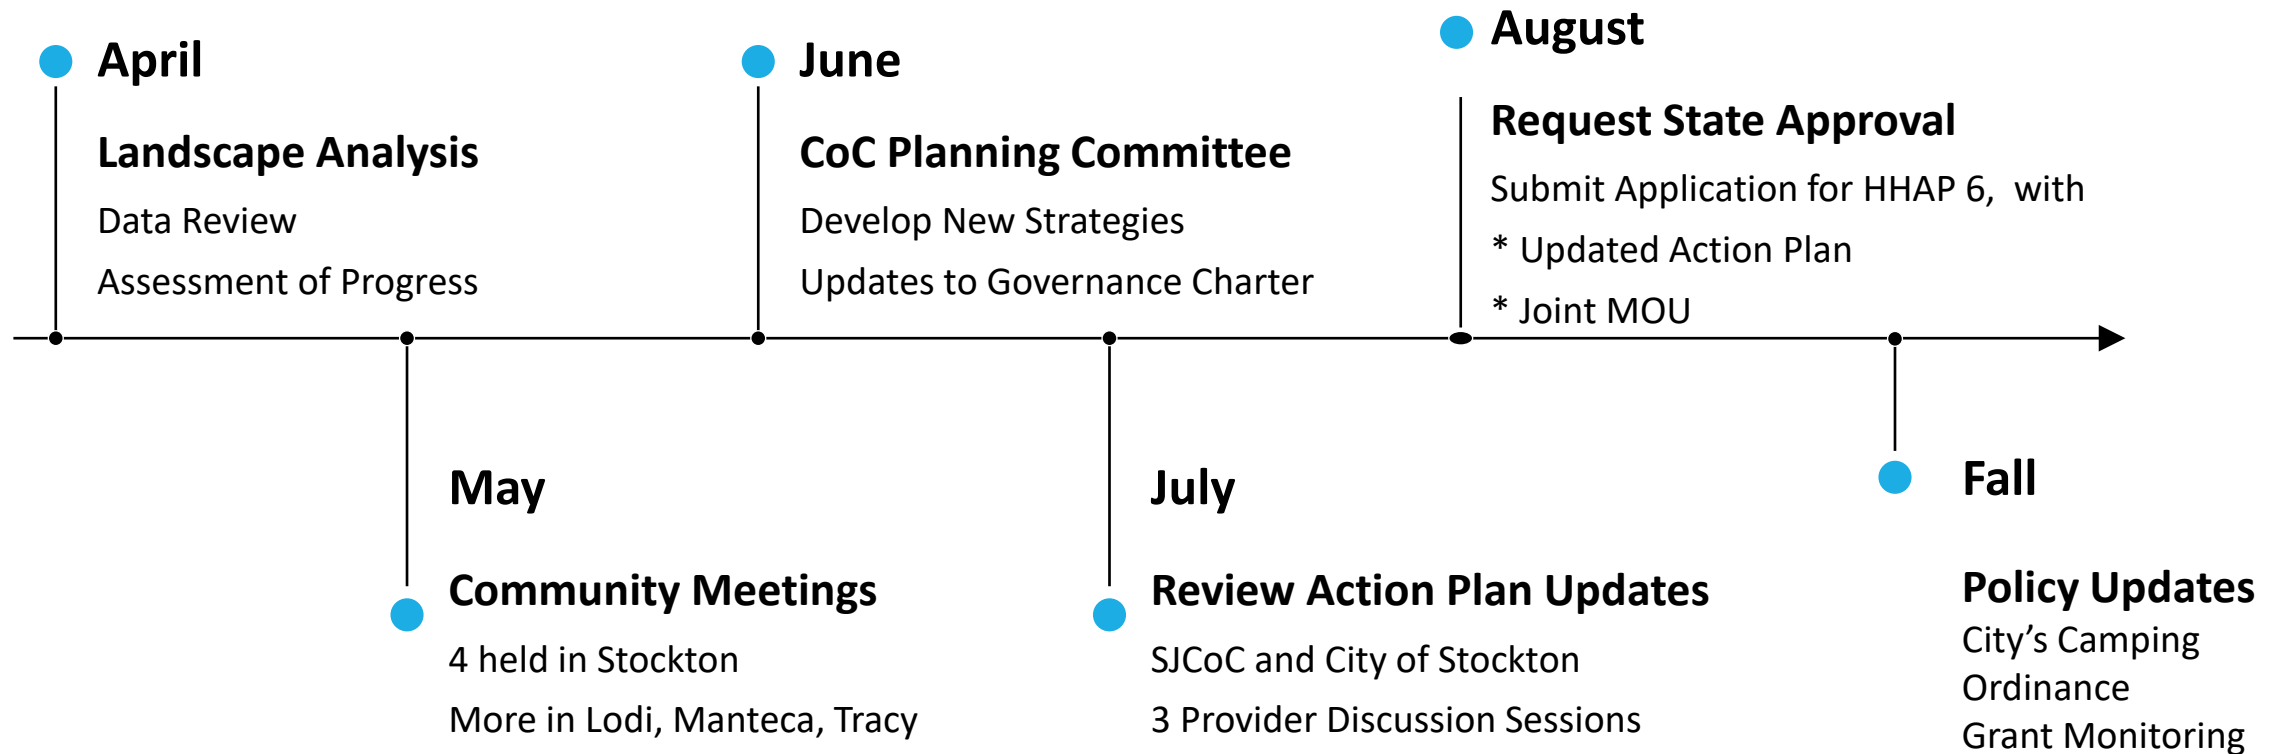 April
Landscape Analysis
Data Review
Assessment of Progress
May
Community Meetings
4 held in Stockton
More in Lodi, Manteca, Tracy
June
CoC Planning Committee
Develop New Strategies
Updates to Governance Charter
July
Review Action Plan Updates
SJCoC and City of Stockton
3 Provider Discussion Sessions
August
Request State Approval
Submit Application for HHAP 6,  with
* Updated Action Plan
* Joint MOU
Fall
Policy Updates
City’s Camping
Ordinance
Grant Monitoring